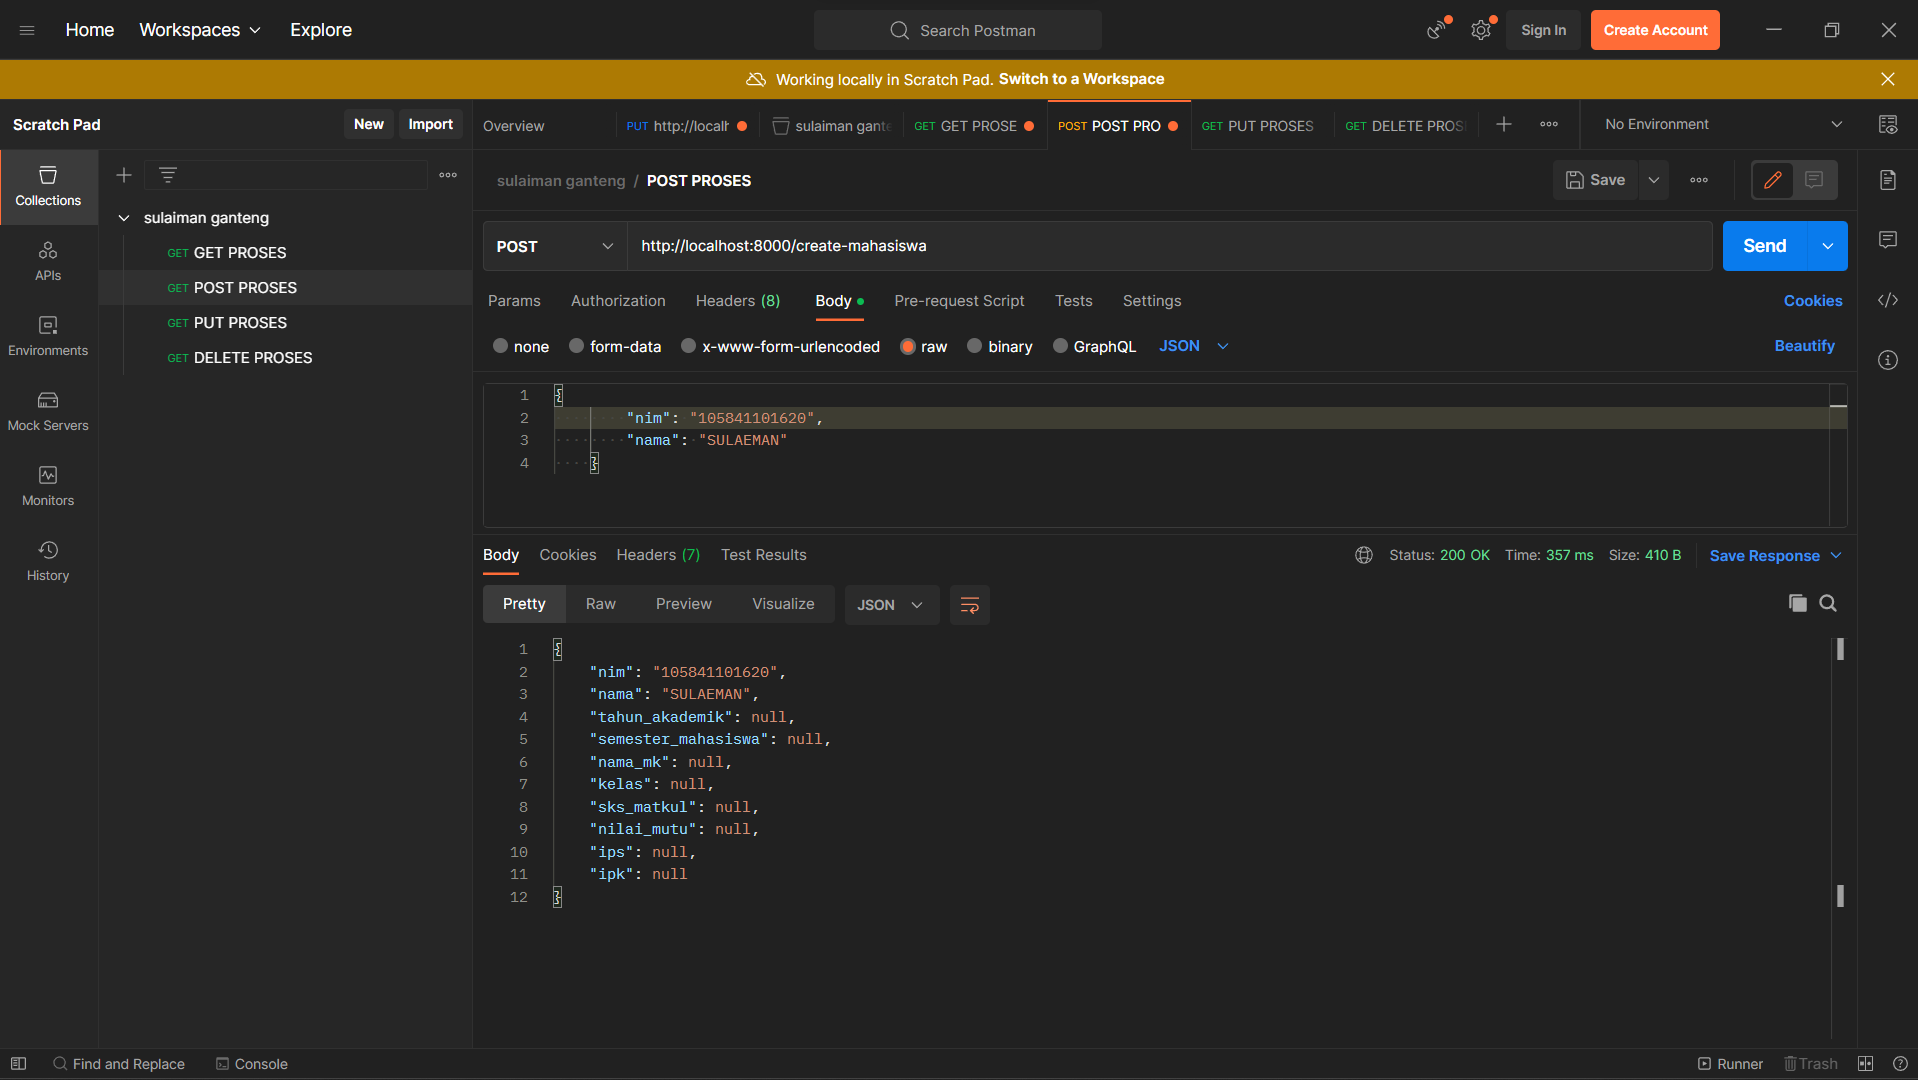 Home Workspaces Explore Search Postman Sign In Create Account
Working locally in Scratch Pad. Switch to a Workspace
Scratch Pad New Import Overview PUT http://localh sulaiman gante GET GET PROSE POST POST PRO GET PUT PROSES GET DELETE PROS No Environment
sulaiman ganteng / POST PROSES Save
Collections
APIs
Environments
Mock Servers
Monitors
History
sulaiman ganteng
GET GET PROSES
GET POST PROSES
GET PUT PROSES
GET DELETE PROSES
POST http://localhost:8000/create-mahasiswa Send
Params Authorization Headers (8) Body Pre-request Script Tests Settings Cookies
none form-data x-www-form-urlencoded raw binary GraphQL JSON Beautify
1 {
2 "nim": "105841101620",
3 "nama": "SULAEMAN"
4 }
Body Cookies Headers (7) Test Results Status: 200 OK Time: 357 ms Size: 410 B Save Response
Pretty Raw Preview Visualize JSON
1 {
2 "nim": "105841101620",
3 "nama": "SULAEMAN",
4 "tahun_akademik": null,
5 "semester_mahasiswa": null,
6 "nama_mk": null,
7 "kelas": null,
8 "sks_matkul": null,
9 "nilai_mutu": null,
10 "ips": null,
11 "ipk": null
12 }
Find and Replace Console Runner Trash